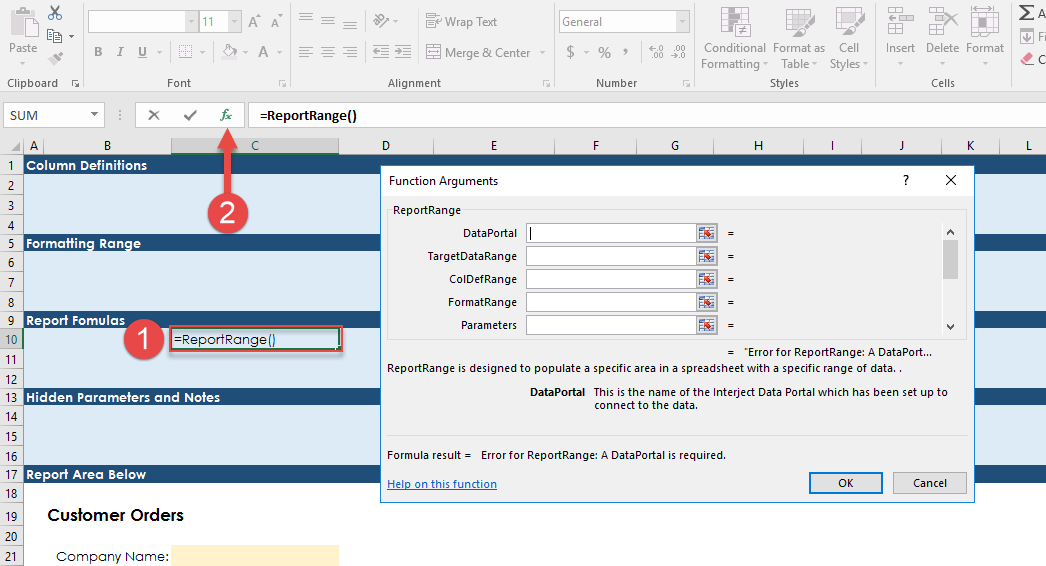 11 A A Wrap Text General Σ A
Paste B I U A Merge & Center $ % , Conditional Formatting Format as Table Cell Styles Insert Delete Format Fi
C
Clipboard Font Alignment Number Styles Cells
SUM fx =ReportRange()
A B C D E F G H I J K L
1 Column Definitions
2
Function Arguments ? X
3 ReportRange
2
4 DataPortal =
5 Formatting Range
TargetDataRange =
6
ColDefRange =
7
8 FormatRange =
9 Report Fomulas
Parameters =
10 1 =ReportRange()
11 = "Error for ReportRange: A DataPort...
ReportRange is designed to populate a specific area in a spreadsheet with a specific range of data. .
12
13 Hidden Parameters and Notes
DataPortal This is the name of the Interject Data Portal which has been set up to
connect to the data.
14
15
16 Formula result = Error for ReportRange: A DataPortal is required.
17 Report Area Below
Help on this function OK Cancel
18
19 Customer Orders
20
21 Company Name: